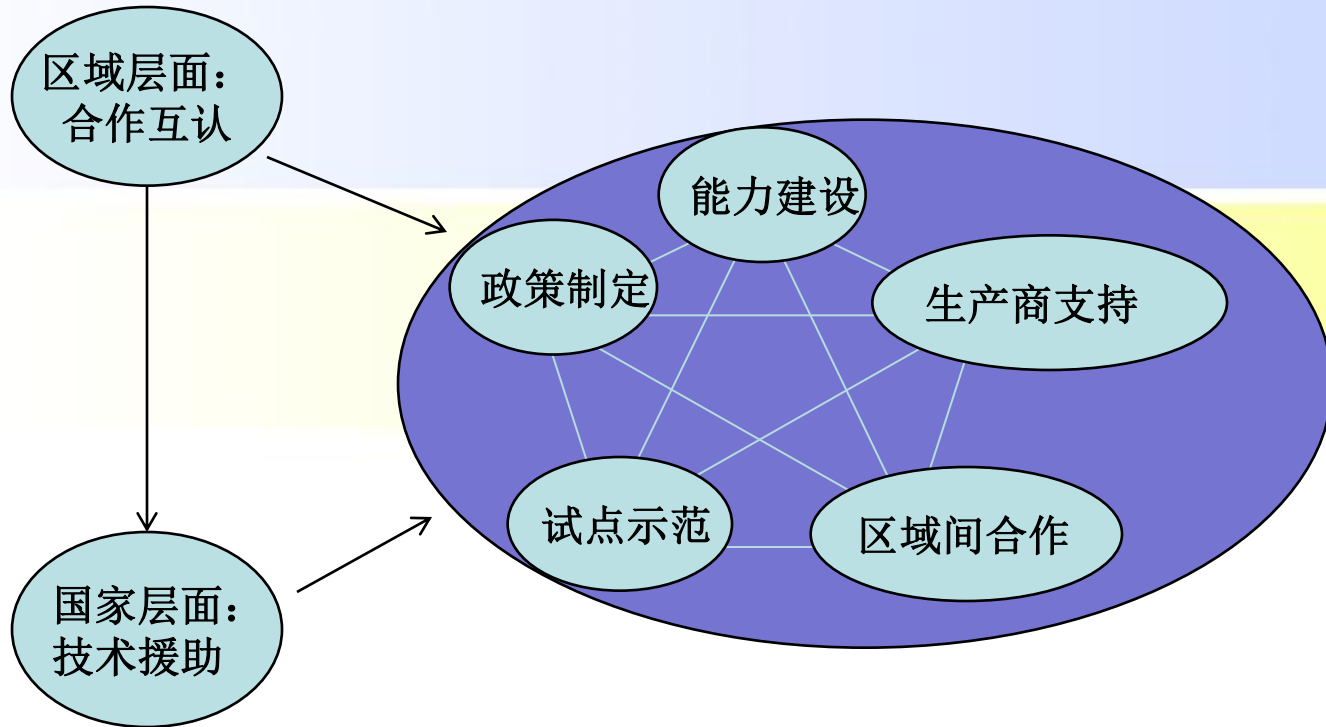 区域层面：
合作互认
能力建设
政策制定
生产商支持
试点示范
区域间合作
国家层面：
技术援助